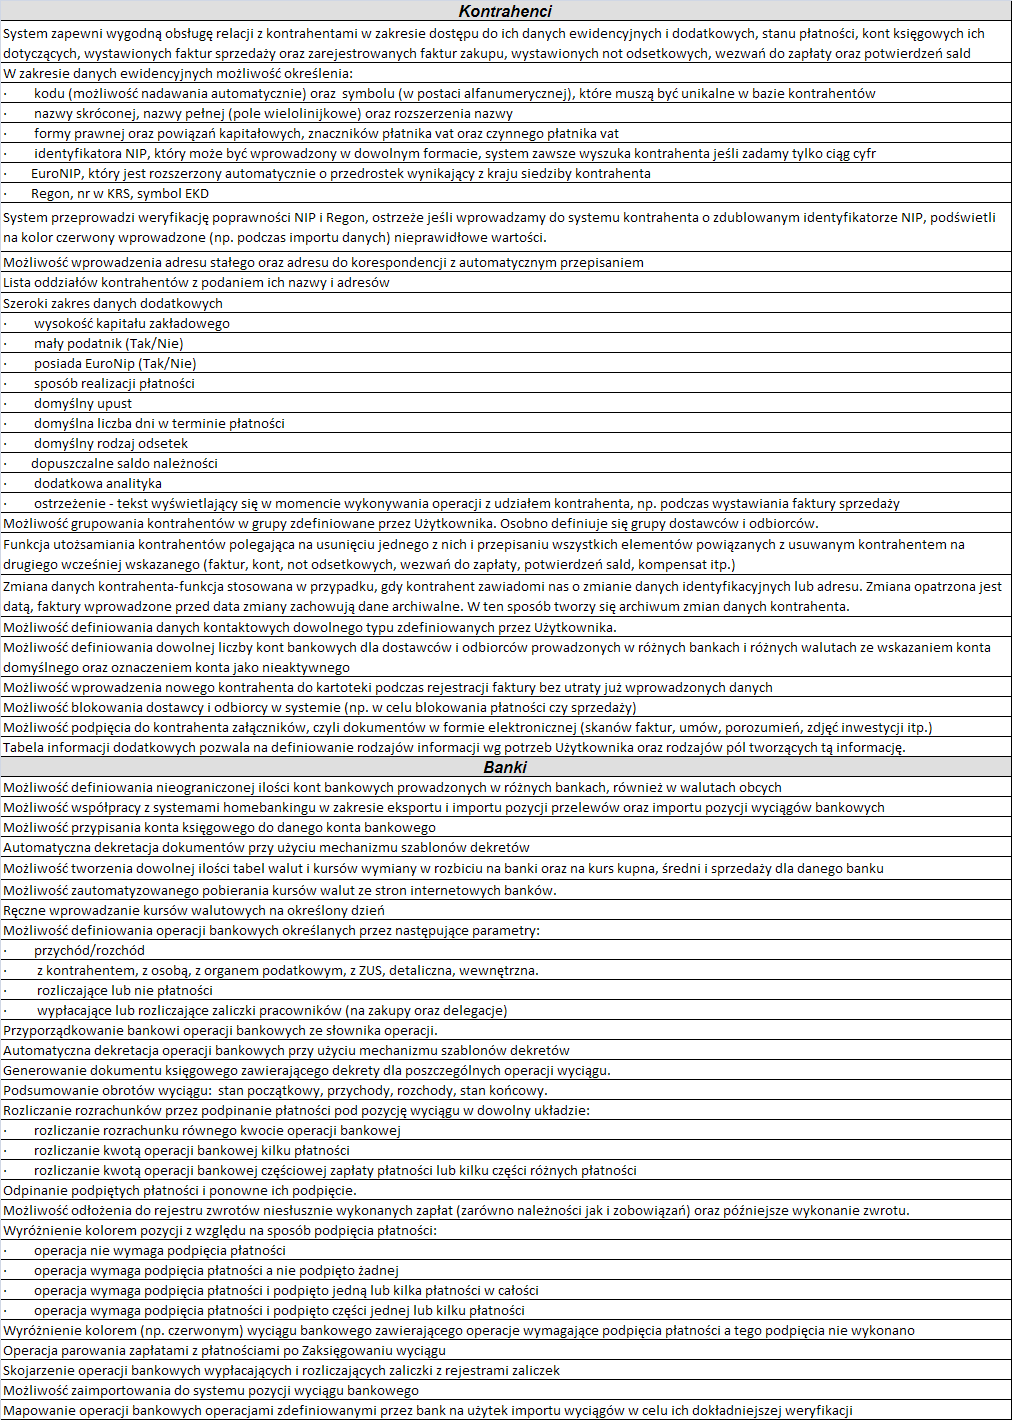 Kontrahenci
System zapewni wygodną obsługę relacji z kontrahentami w zakresie dostępu do ich danych ewidencyjnych i dodatkowych, stanu płatności, kont księgowych ich
dotyczących, wystawionych faktur sprzedaży oraz zarejestrowanych faktur zakupu, wystawionych not odsetkowych, wezwań do zapłaty oraz potwierdzeń sald
W zakresie danych ewidencyjnych możliwość określenia:
· kodu (możliwość nadawania automatycznie) oraz symbolu (w postaci alfanumerycznej), które muszą być unikalne w bazie kontrahentów
· nazwy skróconej, nazwy pełnej (pole wielolinijkowe) oraz rozszerzenia nazwy
· formy prawnej oraz powiązań kapitałowych, znaczników płatnika vat oraz czynnego płatnika vat
· identyfikatora NIP, który może być wprowadzony w dowolnym formacie, system zawsze wyszuka kontrahenta jeśli zadamy tylko ciąg cyfr
· EuroNIP, który jest rozszerzony automatycznie o przedrostek wynikający z kraju siedziby kontrahenta
· Regon, nr w KRS, symbol EKD
System przeprowadzi weryfikację poprawności NIP i Regon, ostrzeże jeśli wprowadzamy do systemu kontrahenta o zdublowanym identyfikatorze NIP, podświetli
na kolor czerwony wprowadzone (np. podczas importu danych) nieprawidłowe wartości.
Możliwość wprowadzenia adresu stałego oraz adresu do korespondencji z automatycznym przepisaniem
Lista oddziałów kontrahentów z podaniem ich nazwy i adresów
Szeroki zakres danych dodatkowych
· wysokość kapitału zakładowego
· mały podatnik (Tak/Nie)
· posiada EuroNip (Tak/Nie)
· sposób realizacji płatności
· domyślny upust
· domyślna liczba dni w terminie płatności
· domyślny rodzaj odsetek
· dopuszczalne saldo należności
· dodatkowa analityka
· ostrzeżenie - tekst wyświetlający się w momencie wykonywania operacji z udziałem kontrahenta, np. podczas wystawiania faktury sprzedaży
Możliwość grupowania kontrahentów w grupy zdefiniowane przez Użytkownika. Osobno definiuje się grupy dostawców i odbiorców.
Funkcja utożsamiania kontrahentów polegająca na usunięciu jednego z nich i przepisaniu wszystkich elementów powiązanych z usuwanym kontrahentem na
drugiego wcześniej wskazanego (faktur, kont, not odsetkowych, wezwań do zapłaty, potwierdzeń sald, kompensat itp.)
Zmiana danych kontrahenta-funkcja stosowana w przypadku, gdy kontrahent zawiadomi nas o zmianie danych identyfikacyjnych lub adresu. Zmiana opatrzona jest
datą, faktury wprowadzone przed data zmiany zachowują dane archiwalne. W ten sposób tworzy się archiwum zmian danych kontrahenta.
Możliwość definiowania danych kontaktowych dowolnego typu zdefiniowanych przez Użytkownika.
Możliwość definiowania dowolnej liczby kont bankowych dla dostawców i odbiorców prowadzonych w różnych bankach i różnych walutach ze wskazaniem konta
domyślnego oraz oznaczeniem konta jako nieaktywnego
Możliwość wprowadzenia nowego kontrahenta do kartoteki podczas rejestracji faktury bez utraty już wprowadzonych danych
Możliwość blokowania dostawcy i odbiorcy w systemie (np. w celu blokowania płatności czy sprzedaży)
Możliwość podpięcia do kontrahenta załączników, czyli dokumentów w formie elektronicznej (skanów faktur, umów, porozumień, zdjęć inwestycji itp.)
Tabela informacji dodatkowych pozwala na definiowanie rodzajów informacji wg potrzeb Użytkownika oraz rodzajów pól tworzących tą informację.
Banki
Możliwość definiowania nieograniczonej ilości kont bankowych prowadzonych w różnych bankach, również w walutach obcych
Możliwość współpracy z systemami homebankingu w zakresie eksportu i importu pozycji przelewów oraz importu pozycji wyciągów bankowych
Możliwość przypisania konta księgowego do danego konta bankowego
Automatyczna dekretacja dokumentów przy użyciu mechanizmu szablonów dekretów
Możliwość tworzenia dowolnej ilości tabel walut i kursów wymiany w rozbiciu na banki oraz na kurs kupna, średni i sprzedaży dla danego banku
Możliwość zautomatyzowanego pobierania kursów walut ze stron internetowych banków.
Ręczne wprowadzanie kursów walutowych na określony dzień
Możliwość definiowania operacji bankowych określanych przez następujące parametry:
· przychód/rozchód
· z kontrahentem, z osobą, z organem podatkowym, z ZUS, detaliczna, wewnętrzna.
· rozliczające lub nie płatności
· wypłacające lub rozliczające zaliczki pracowników (na zakupy oraz delegacje)
Przyporządkowanie bankowi operacji bankowych ze słownika operacji.
Automatyczna dekretacja operacji bankowych przy użyciu mechanizmu szablonów dekretów
Generowanie dokumentu księgowego zawierającego dekrety dla poszczególnych operacji wyciągu.
Podsumowanie obrotów wyciągu: stan początkowy, przychody, rozchody, stan końcowy.
Rozliczanie rozrachunków przez podpinanie płatności pod pozycję wyciągu w dowolny układzie:
· rozliczanie rozrachunku równego kwocie operacji bankowej
· rozliczanie kwotą operacji bankowej kilku płatności
· rozliczanie kwotą operacji bankowej częściowej zapłaty płatności lub kilku części różnych płatności
Odpinanie podpiętych płatności i ponowne ich podpięcie.
Możliwość odłożenia do rejestru zwrotów niesłusznie wykonanych zapłat (zarówno należności jak i zobowiązań) oraz późniejsze wykonanie zwrotu.
Wyróżnienie kolorem pozycji z względu na sposób podpięcia płatności:
· operacja nie wymaga podpięcia płatności
· operacja wymaga podpięcia płatności a nie podpięto żadnej
· operacja wymaga podpięcia płatności i podpięto jedną lub kilka płatności w całości
· operacja wymaga podpięcia płatności i podpięto części jednej lub kilku płatności
Wyróżnienie kolorem (np. czerwonym) wyciągu bankowego zawierającego operacje wymagające podpięcia płatności a tego podpięcia nie wykonano
Operacja parowania zapłatami z płatnościami po Zaksięgowaniu wyciągu
Skojarzenie operacji bankowych wypłacających i rozliczających zaliczki z rejestrami zaliczek
Możliwość zaimportowania do systemu pozycji wyciągu bankowego
Mapowanie operacji bankowych operacjami zdefiniowanymi przez bank na użytek importu wyciągów w celu ich dokładniejszej weryfikacji